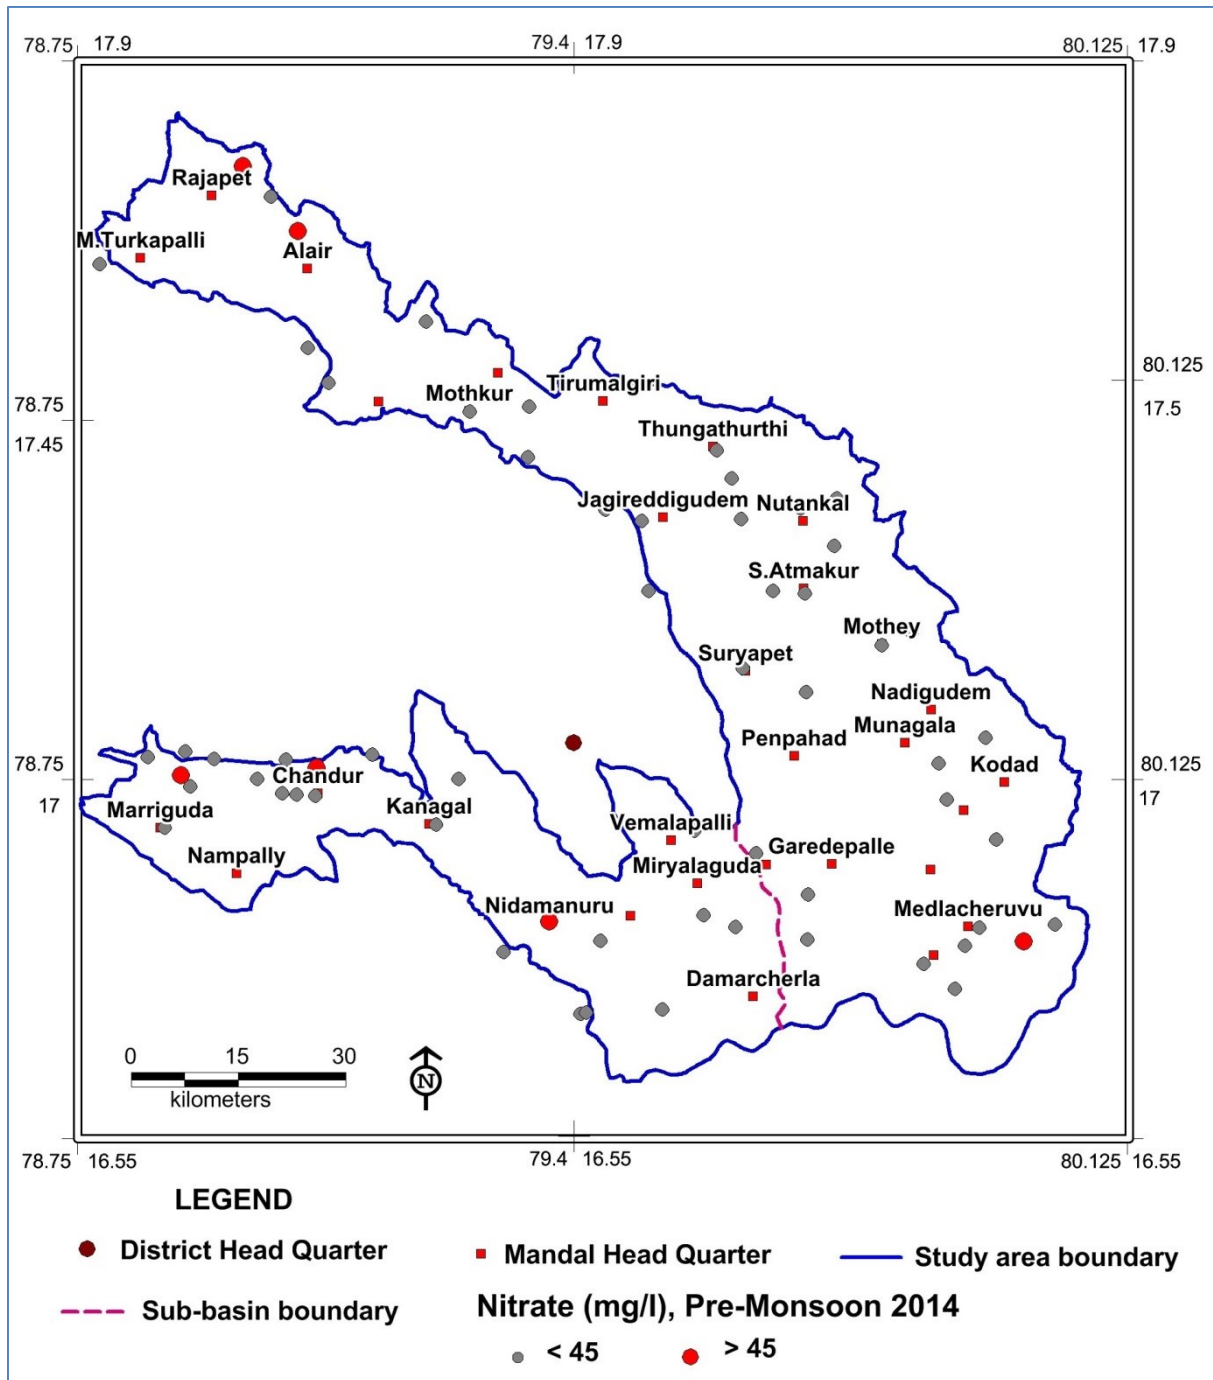 78.75 17.9
79.4 17.9
80.125 17.9
Rajapet
M.Turkapalli
Alair
80.125
17.5
Tirumalgiri
Mothkur
78.75
17.45
Thungathurthi
Jagireddigudem
Nutankal
S.Atmakur
Mothey
Suryapet
Nadigudem
Munagala
Penpahad
78.75
17
Chandur
Kodad
80.125
17
Marriguda
Kanagal
Vemalapalli
Nampally
Miryalaguda
Garedepalle
Nidamanuru
Medlacheruvu
Damarcherla
0 15 30
kilometers
N
78.75 16.55
79.4 16.55
80.125 16.55
LEGEND
District Head Quarter
Mandal Head Quarter
Study area boundary
Sub-basin boundary
Nitrate (mg/l), Pre-Monsoon 2014
< 45
> 45